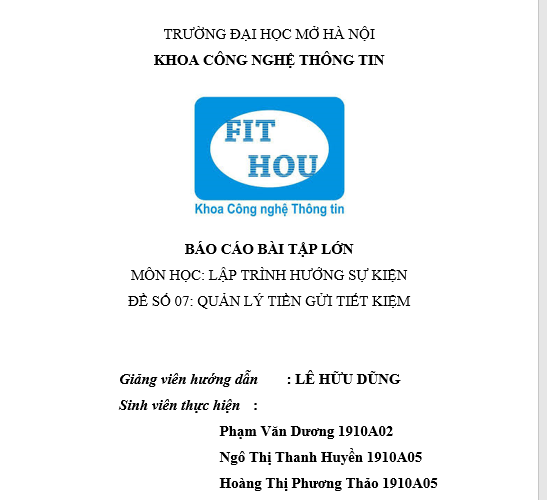 TRƯỜNG ĐẠI HỌC MỞ HÀ NỘI
KHOA CÔNG NGHỆ THÔNG TIN
FIT
HOU
Khoa Công nghệ Thông tin
BÁO CÁO BÀI TẬP LỚN
MÔN HỌC: LẬP TRÌNH HƯỚNG SỰ KIỆN
ĐỀ SỐ 07: QUẢN LÝ TIỀN GỬI TIẾT KIỆM
Giảng viên hướng dẫn : LÊ HỮU DŨNG
Sinh viên thực hiện :
Phạm Văn Dương 1910A02
Ngô Thị Thanh Huyền 1910A05
Hoàng Thị Phương Thảo 1910A05